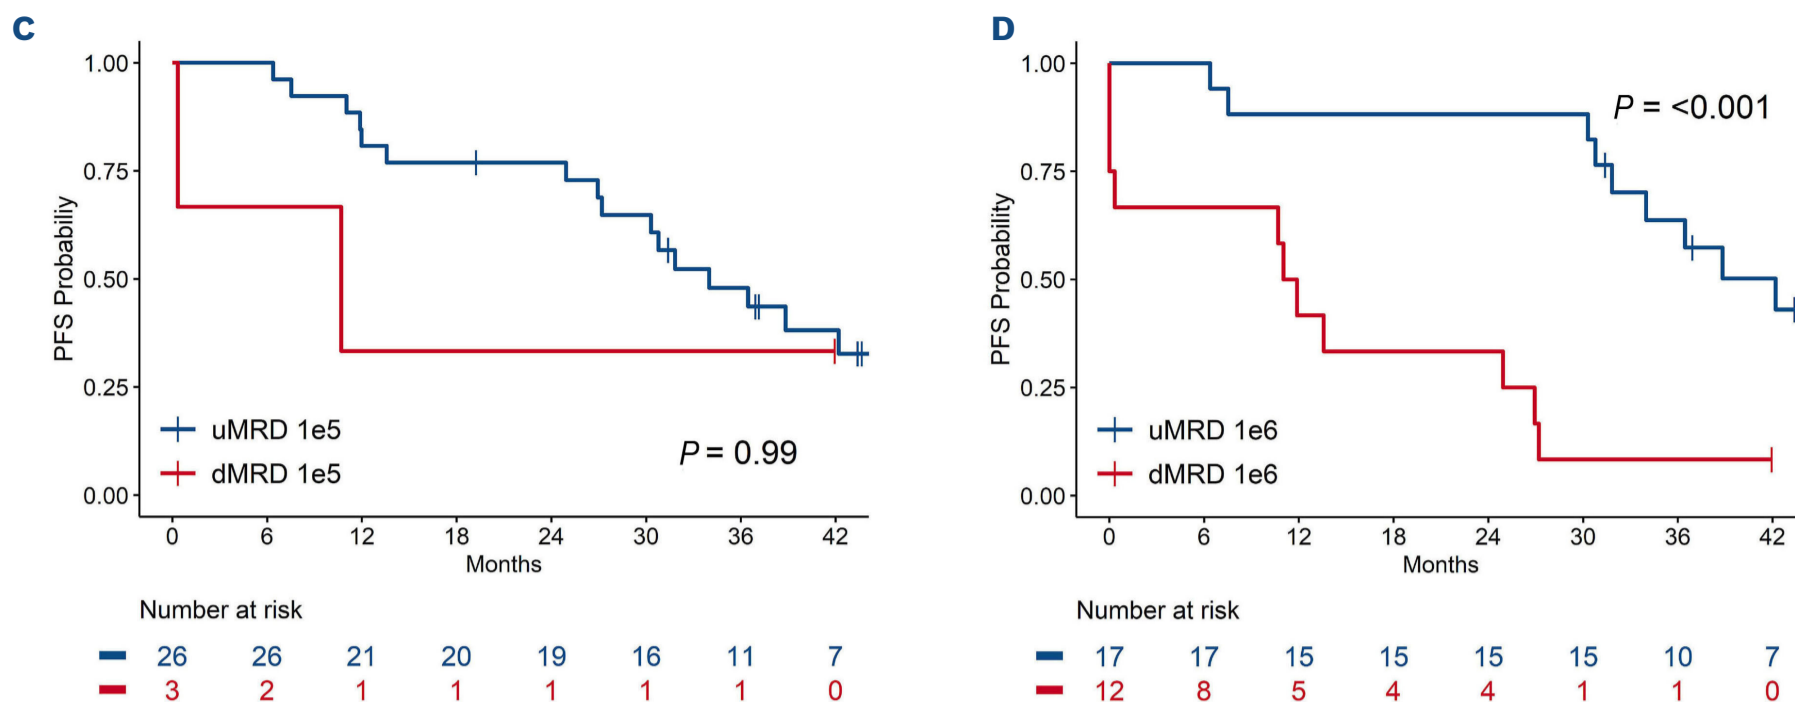 C
1.00
0.75
0.50
0.25
0.00
PFS Probabiliy
uMRD 1e5
dMRD 1e5
P = 0.99
0 6 12 18 24 30 36 42
Months
Number at risk
26 26 21 20 19 16 11 7
3 2 1 1 1 1 1 0
D
1.00
0.75
0.50
0.25
0.00
PFS Probability
P = <0.001
uMRD 1e6
dMRD 1e6
0 6 12 18 24 30 36 42
Months
Number at risk
17 17 15 15 15 15 10 7
12 8 5 4 4 1 1 0